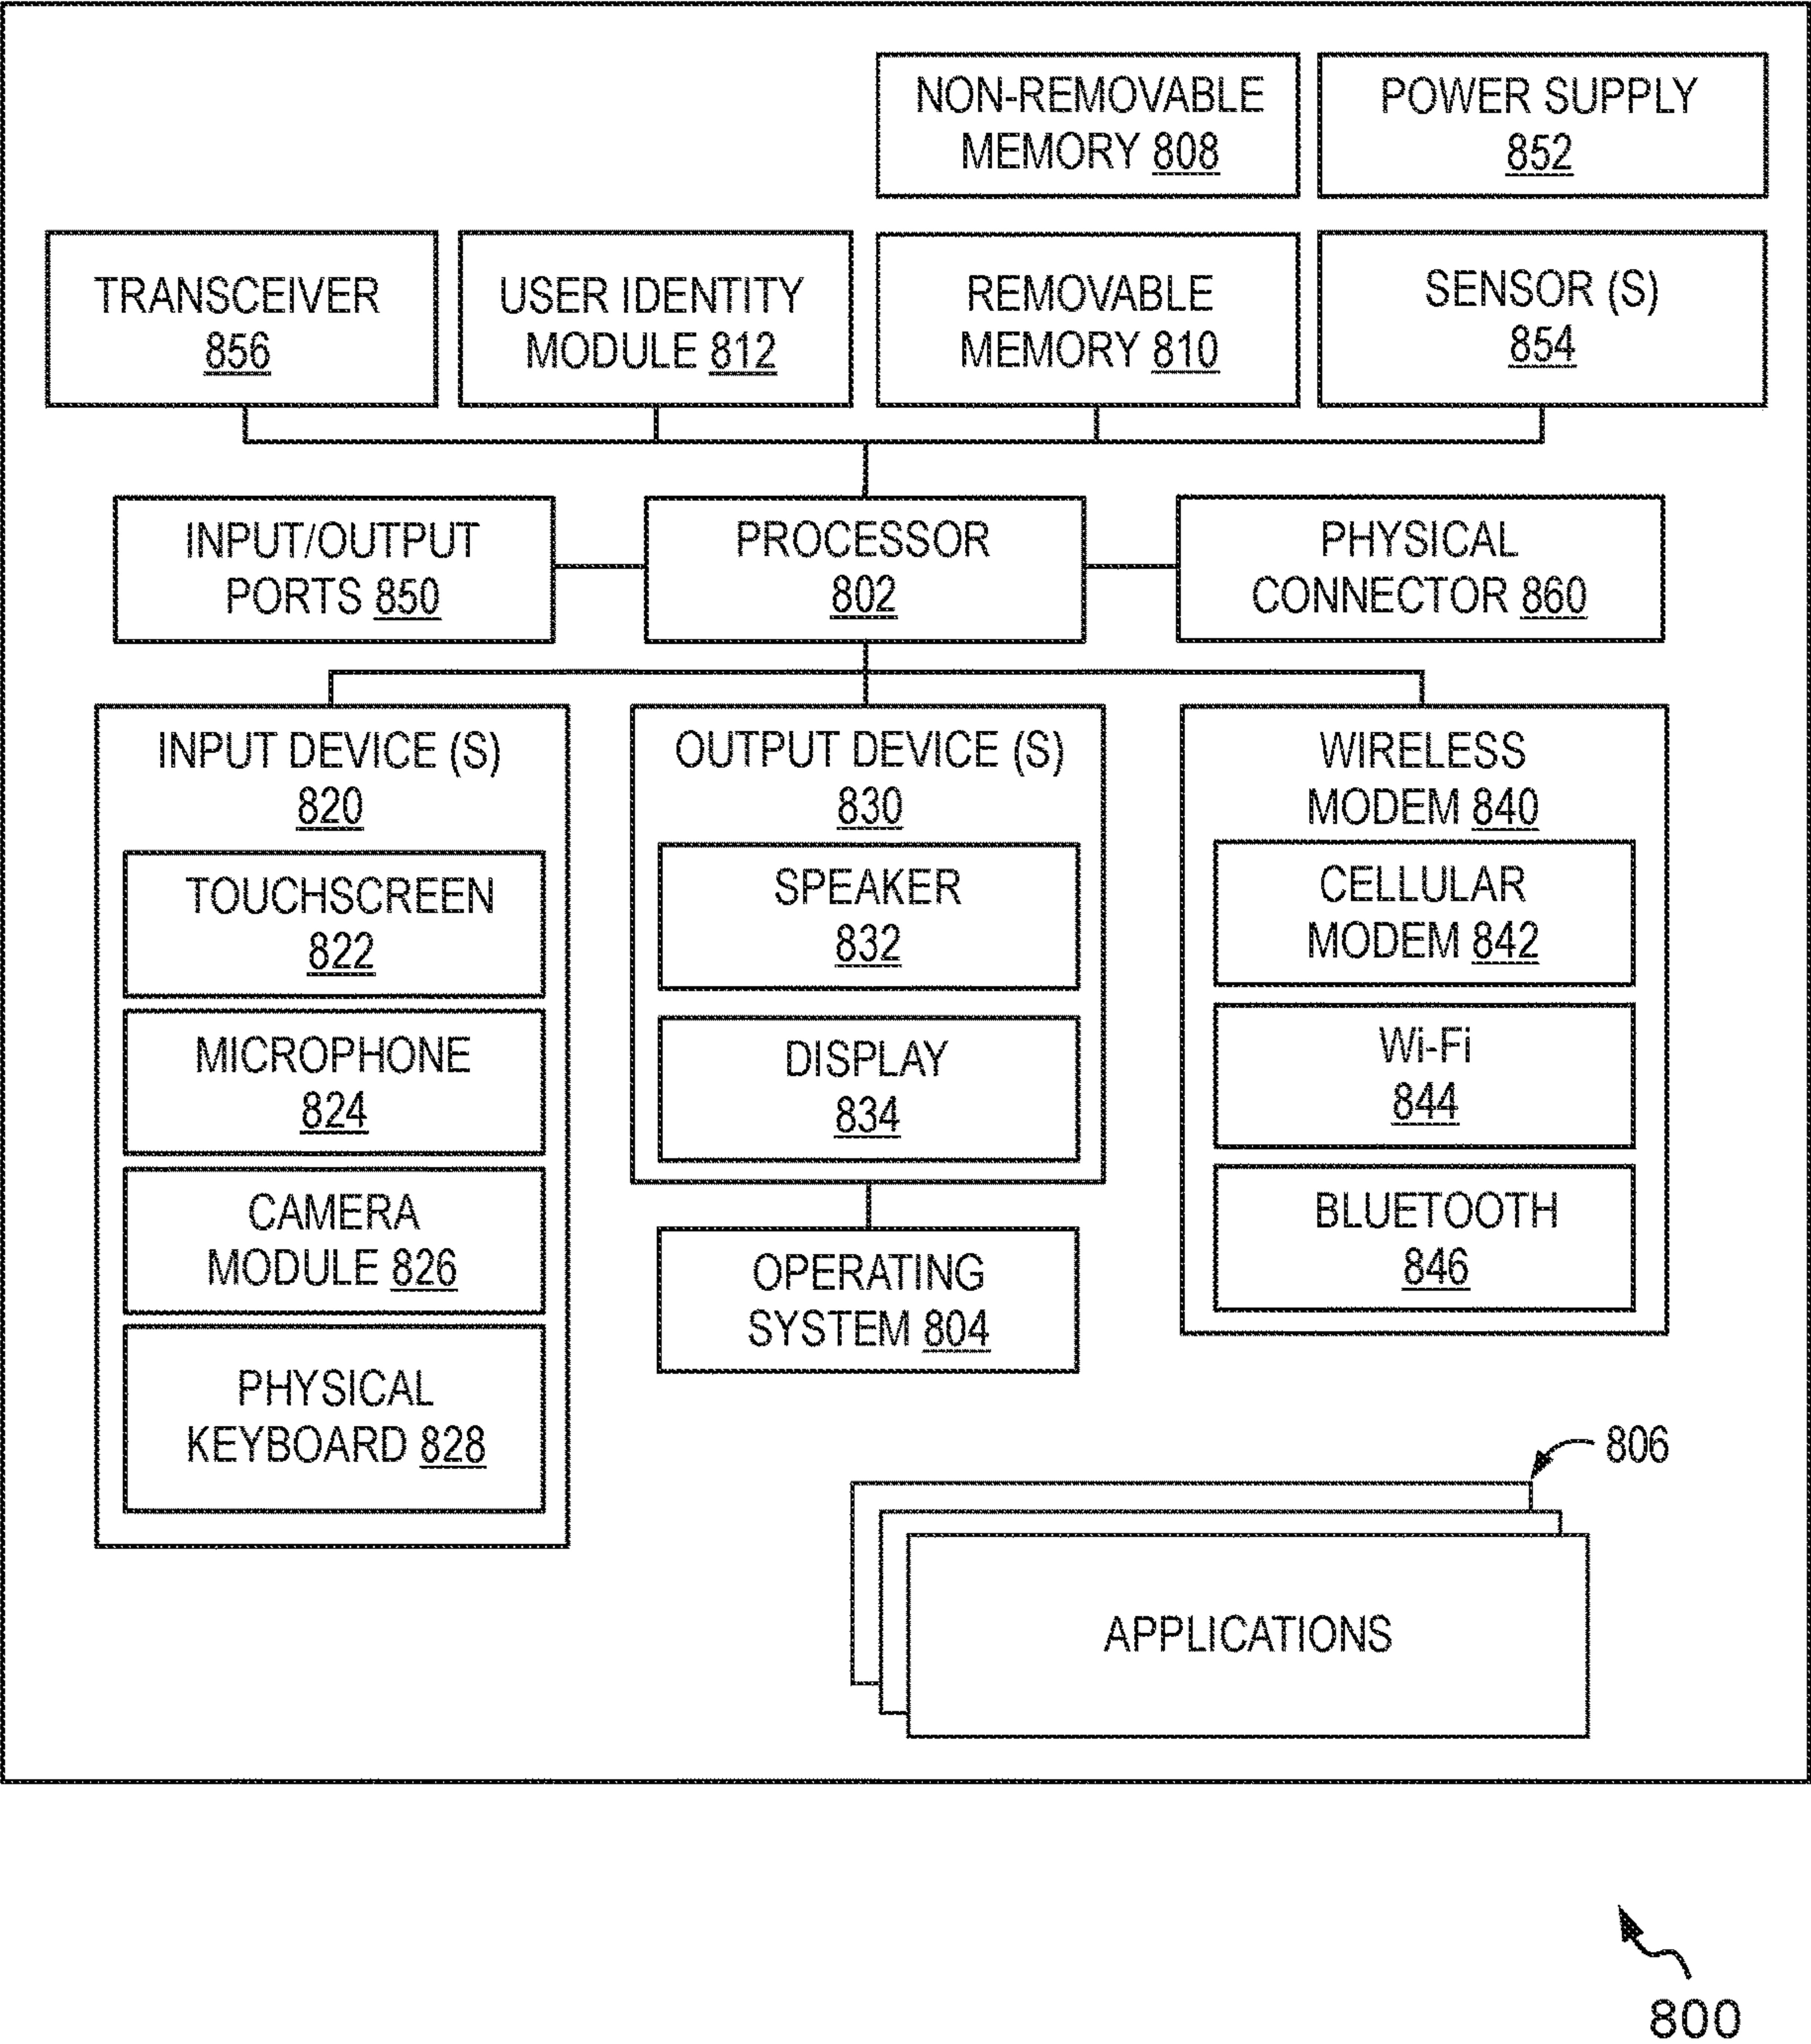 NON-REMOVABLE
MEMORY 808
POWER SUPPLY
852
TRANSCEIVER
856
USER IDENTITY
MODULE 812
REMOVABLE
MEMORY 810
SENSOR (S)
854
INPUT/OUTPUT
PORTS 850
PROCESSOR
802
PHYSICAL
CONNECTOR 860
INPUT DEVICE (S)
820
TOUCHSCREEN
822
MICROPHONE
824
CAMERA
MODULE 826
PHYSICAL
KEYBOARD 828
OUTPUT DEVICE (S)
830
SPEAKER
832
DISPLAY
834
OPERATING
SYSTEM 804
WIRELESS
MODEM 840
CELLULAR
MODEM 842
Wi-Fi
844
BLUETOOTH
846
806
APPLICATIONS
800